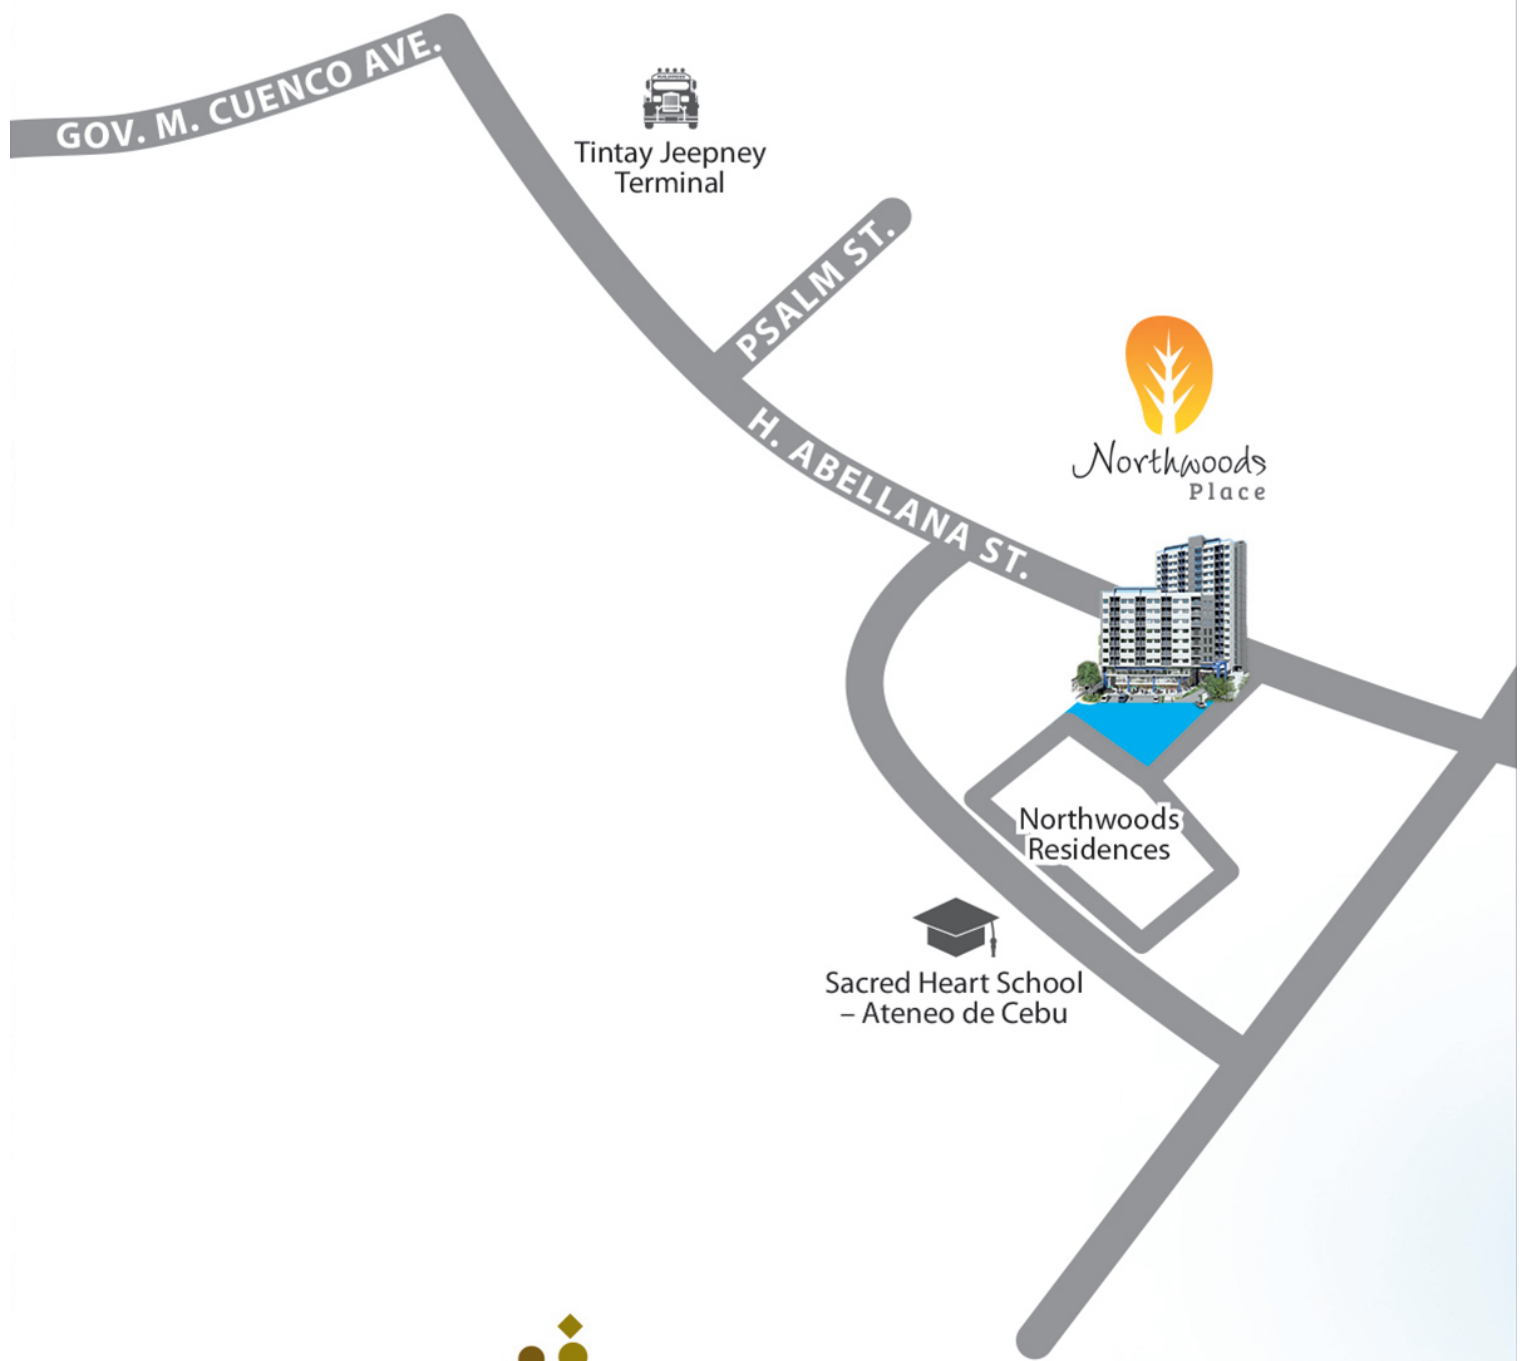 GOV. M. CUENCO AVE.
Tintay Jeepney
Terminal
PSALM ST.
H. ABELLANA ST.
Northwoods
Place
Northwoods
Residences
Sacred Heart School
– Ateneo de Cebu